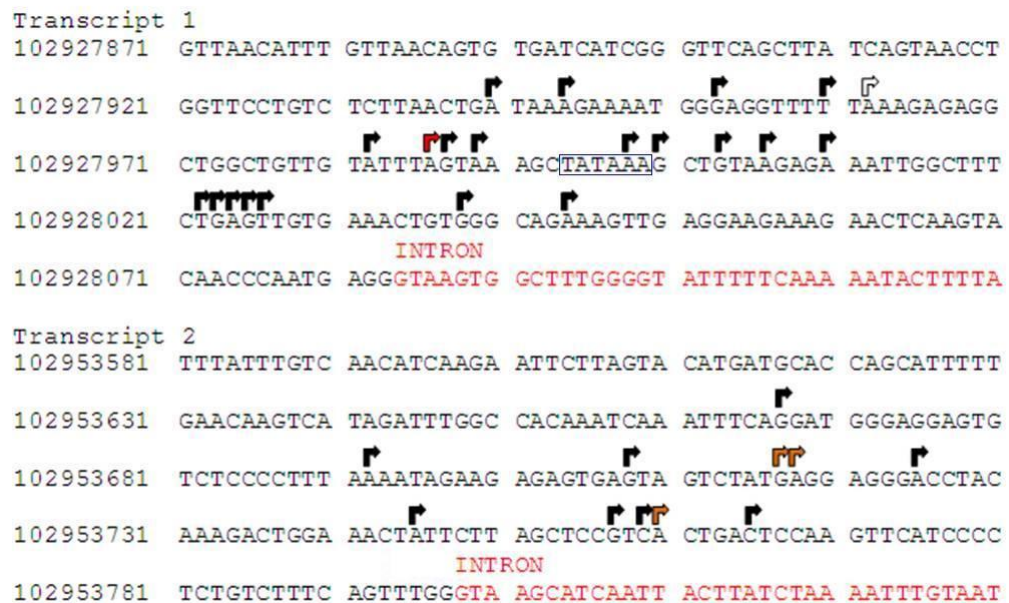 Transcript 1
102927871 GTTAACATTT GTTAACAGTG TGATCATCGG GTTCAGCTTA TCAGTAACCT
102927921 GGTTCCTGTC TCTTAACTGA TAAAGAAAAT GGGAGGTTTT TAAAGAGAGG
102927971 CTGGCTGTTG TATTTAGTAA AGCTATAAAG CTGTAAGAGA AATTGGCTTT
102928021 CTGAGTTGTG AAACTGTGGG CAGAAAGTTG AGGAAGAAAG AACTCAAGTA
INTRON
102928071 CAACCCAATG AGGGTAAGTG GCTTTGGGGT ATTTTTCAAA AATACTTTTA
Transcript 2
102953581 TTTATTTGTC AACATCAAGA ATTCTTAGTA CATGATGCAC CAGCATTTTT
102953631 GAACAAGTCA TAGATTTGGC CACAAATCAA ATTTCAGGAT GGGAGGAGTG
102953681 TCTCCCCTTT AAAATAGAAG AGAGTGAGTA GTCTATGAGG AGGGACCTAC
102953731 AAAGACTGGA AACTATTCTT AGCTCCGTCA CTGACTCCAA GTTCATCCCC
INTRON
102953781 TCTGTCTTTC AGTTTGGGTA AGCATCAATT ACTTATCTAA AATTTGTAAT